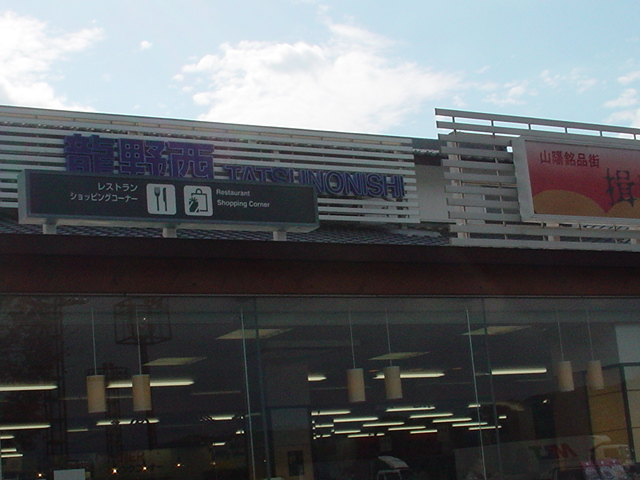 龍野西 TATSUNONISHI
レストラン
ショッピングコーナー
Restaurant
Shopping Corner
山陽銘品街
揖